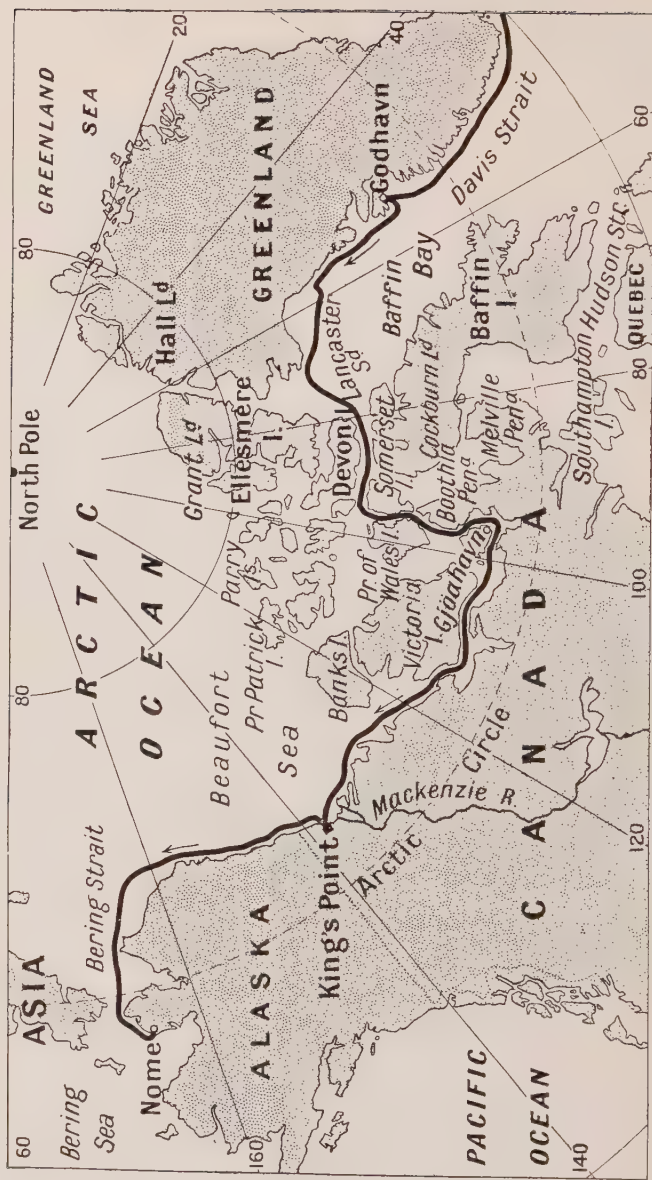 North Pole
GREENLAND
SEA
20
80
80
60
ARCTIC
OCEAN
Hall Ld
GREENLAND
40
Godhavn
Davis Strait
60
Grant Ld
Ellesmere
I.
Lancaster
Sd
Baffin
Bay
Baffin
I.
Devon I.
Somerset
I.
Cockburn Ld
Boothia
Pena
Melville
Pena
Southampton
I.
Hudson Str.
QUEBEC
80
Parry
Is.
Pr Patrick
I.
Pr. of
Wales I.
Victoria
I.
Gjoahavn
Banks I.
Beaufort
Sea
100
CANADA
Arctic Circle
Mackenzie R.
King's Point
120
ASIA
Bering Strait
Bering
Sea
Nome
ALASKA
160
PACIFIC
OCEAN
140